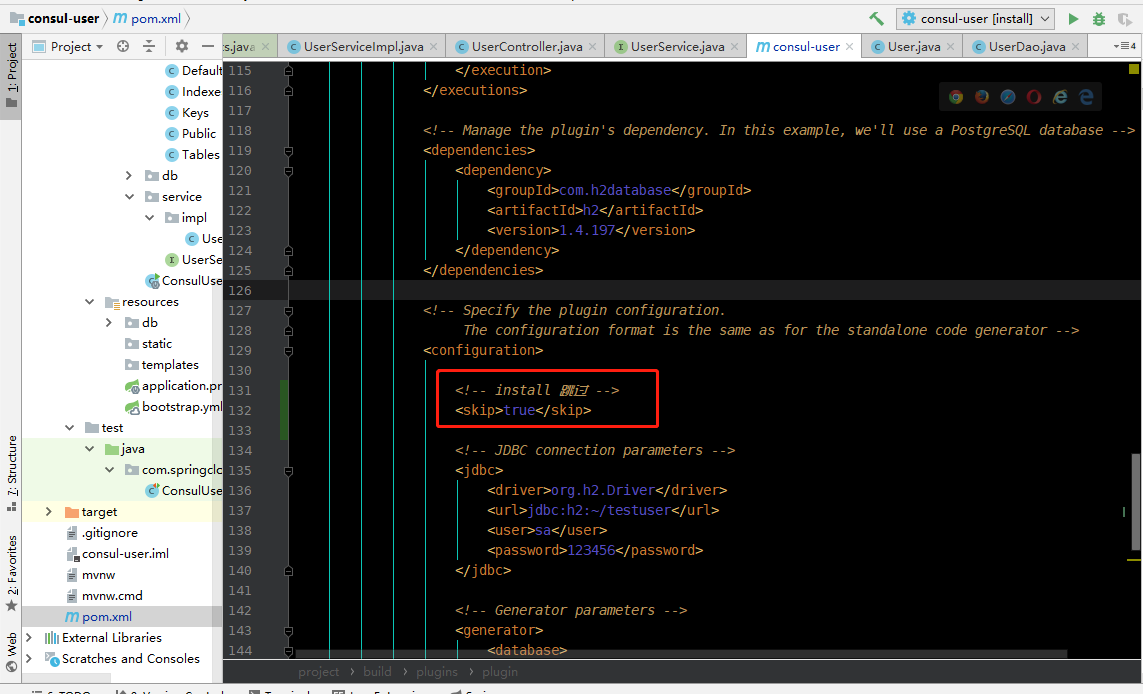 consul-user
pom.xml
consul-user [install]
1: Project
Project
s.java
UserServiceImpl.java
UserController.java
UserService.java
consul-user
User.java
UserDao.java
4
Default
Indexe
Keys
Public
Tables
db
service
impl
Use
UserSe
ConsulUse
resources
db
static
templates
application.pr
bootstrap.yml
test
java
com.springclc
ConsulUse
target
.gitignore
consul-user.iml
mvnw
mvnw.cmd
pom.xml
External Libraries
Scratches and Consoles
7: Structure
2: Favorites
Web
115 </execution>
116 </executions>
117
118 <!-- Manage the plugin's dependency. In this example, we'll use a PostgreSQL database -->
119 <dependencies>
120 <dependency>
121 <groupId>com.h2database</groupId>
122 <artifactId>h2</artifactId>
123 <version>1.4.197</version>
124 </dependency>
125 </dependencies>
126
127 <!-- Specify the plugin configuration.
128 The configuration format is the same as for the standalone code generator -->
129 <configuration>
130
131 <!-- install 跳过 -->
132 <skip>true</skip>
133
134 <!-- JDBC connection parameters -->
135 <jdbc>
136 <driver>org.h2.Driver</driver>
137 <url>jdbc:h2:~/testuser</url>
138 <user>sa</user>
139 <password>123456</password>
140 </jdbc>
141
142 <!-- Generator parameters -->
143 <generator>
144 <database>
project › build › plugins › plugin